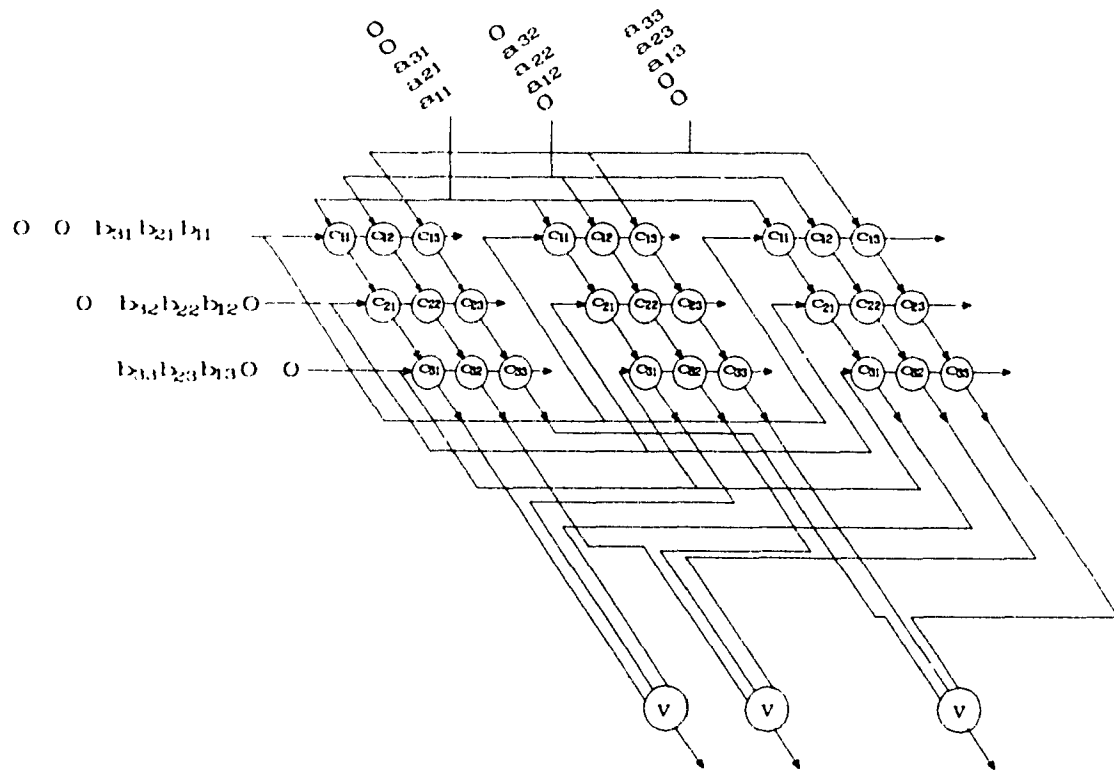 0 0 a31 a21 a11
0 a32 a22 a12 0
a33 a23 a13 0 0
0 0 b31 b21 b11
c11 c12 c13 c11 c12 c13 c11 c12 c13
0 b32 b22 b12 0
c21 c22 c23 c21 c22 c23 c21 c22 c23
b33 b23 b13 0 0
c31 c32 c33 c31 c32 c33 c31 c32 c33
V V V